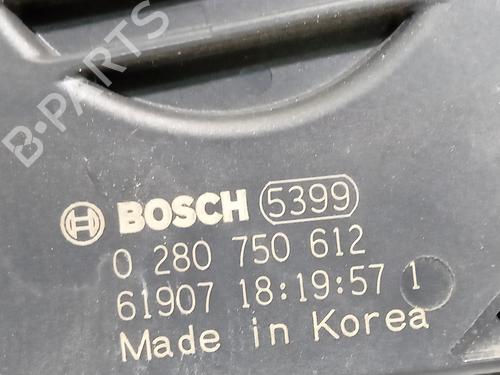 B-PARTS
BOSCH 5399
0 280 750 612
61907 18:19:57 1
Made in Korea